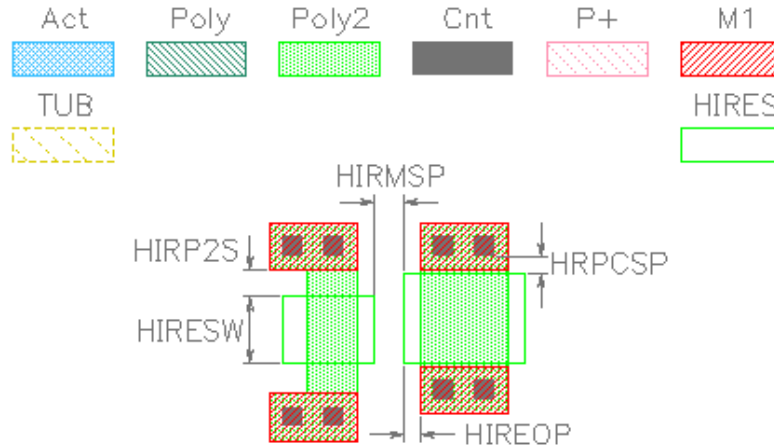 Act Poly Poly2 Cnt P+ M1
TUB HIRES
HIRMSP
HIRP2S
HRPCSP
HIRESW
HIREOP